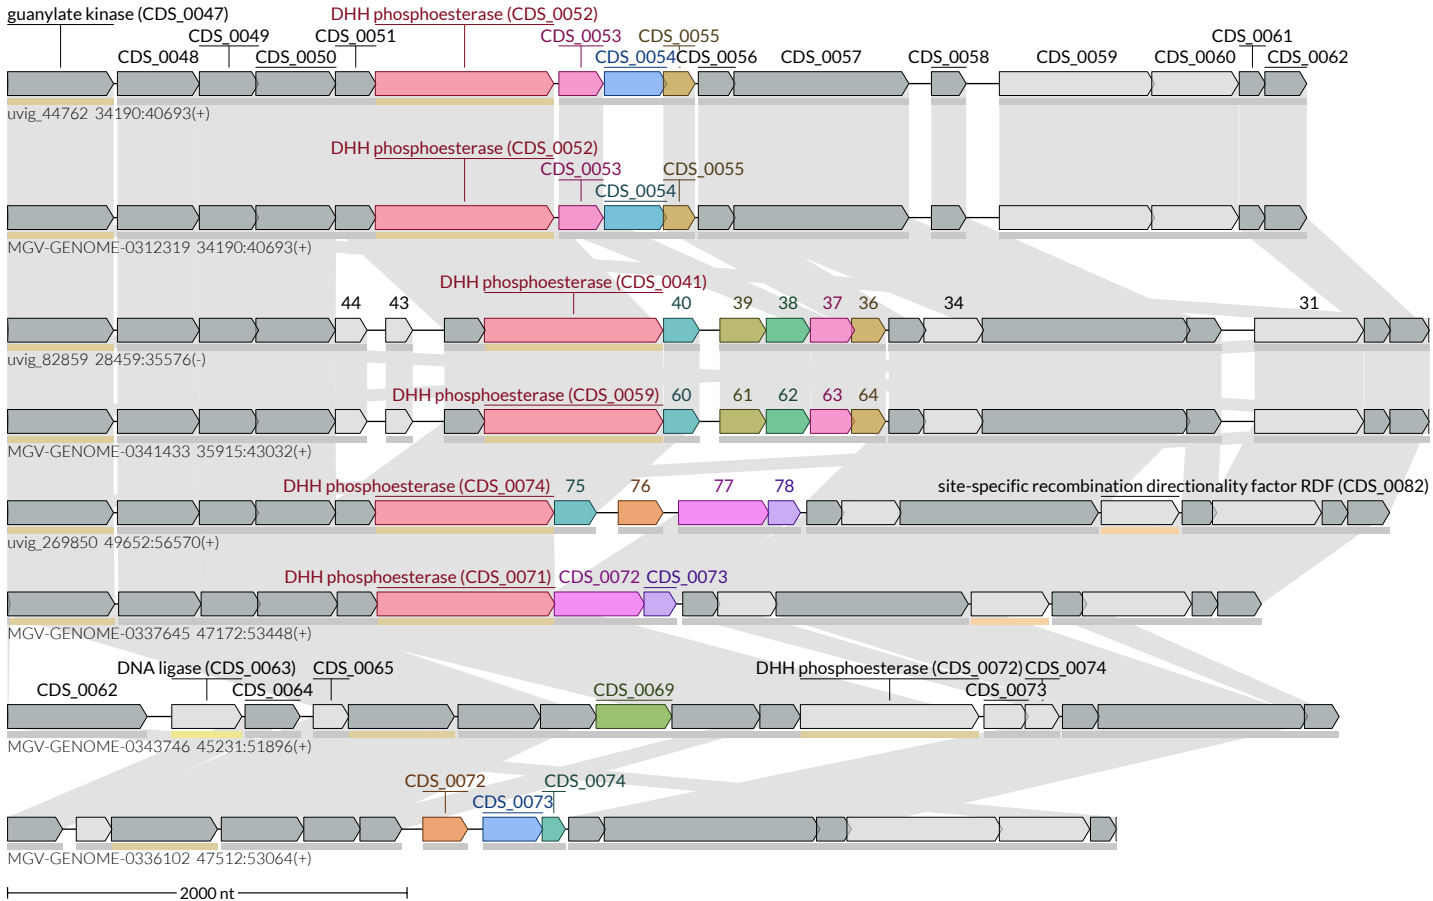 guanylate kinase (CDS_0047) DHH phosphoesterase (CDS_0052)
CDS_0049 CDS_0051 CDS_0053 CDS_0055 CDS_0061
CDS_0048 CDS_0050 CDS_0054 CDS_0056 CDS_0057 CDS_0058 CDS_0059 CDS_0060 CDS_0062
uvig_44762 34190:40693(+)
DHH phosphoesterase (CDS_0052)
CDS_0053 CDS_0055
CDS_0054
MGV-GENOME-0312319 34190:40693(+)
DHH phosphoesterase (CDS_0041)
44 43 40 39 38 37 36 34 31
uvig_82859 28459:35576(-)
DHH phosphoesterase (CDS_0059) 60 61 62 63 64
MGV-GENOME-0341433 35915:43032(+)
DHH phosphoesterase (CDS_0074) 75 76 77 78 site-specific recombination directionality factor RDF (CDS_0082)
uvig_269850 49652:56570(+)
DHH phosphoesterase (CDS_0071) CDS_0072 CDS_0073
MGV-GENOME-0337645 47172:53448(+)
DNA ligase (CDS_0063) CDS_0065 DHH phosphoesterase (CDS_0072) CDS_0074
CDS_0062 CDS_0064 CDS_0069 CDS_0073
MGV-GENOME-0343746 45231:51896(+)
CDS_0072 CDS_0074
CDS_0073
MGV-GENOME-0336102 47512:53064(+)
2000 nt